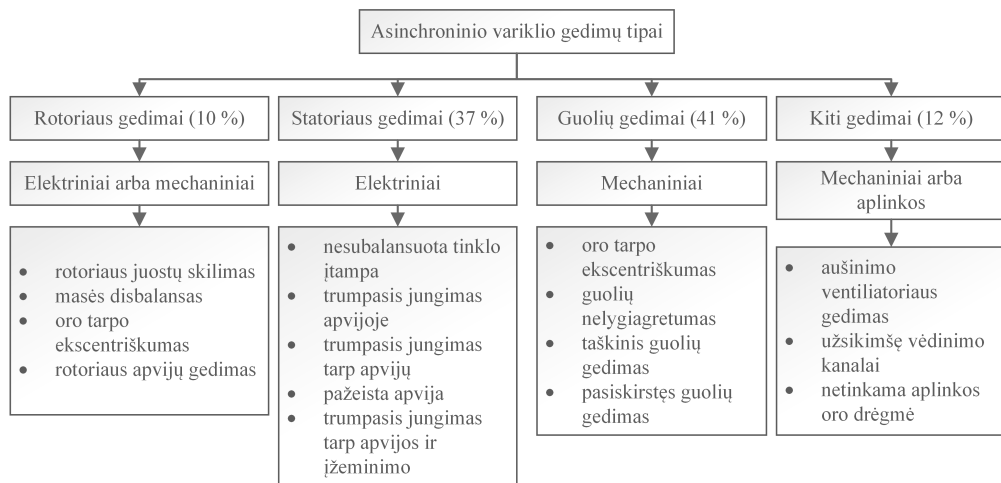 Asinchroninio variklio gedimų tipai
Rotoriaus gedimai (10 %)
Elektriniai arba mechaniniai
• rotoriaus juostų skilimas
• masės disbalansas
• oro tarpo
ekscentriškumas
• rotoriaus apvijų gedimas
Statoriaus gedimai (37 %)
Elektriniai
• nesubalansuota tinklo
įtampa
• trumpasis jungimas
apvijoje
• trumpasis jungimas
tarp apvijų
• pažeista apvija
• trumpasis jungimas
tarp apvijos ir
įžeminimo
Guolių gedimai (41 %)
Mechaniniai
• oro tarpo
ekscentriškumas
• guolių
nelygiagretumas
• taškinis guolių
gedimas
• pasiskirstęs guolių
gedimas
Kiti gedimai (12 %)
Mechaniniai arba
aplinkos
• aušinimo
ventiliatoriaus
gedimas
• užsikimšę vėdinimo
kanalai
• netinkama aplinkos
oro drėgmė